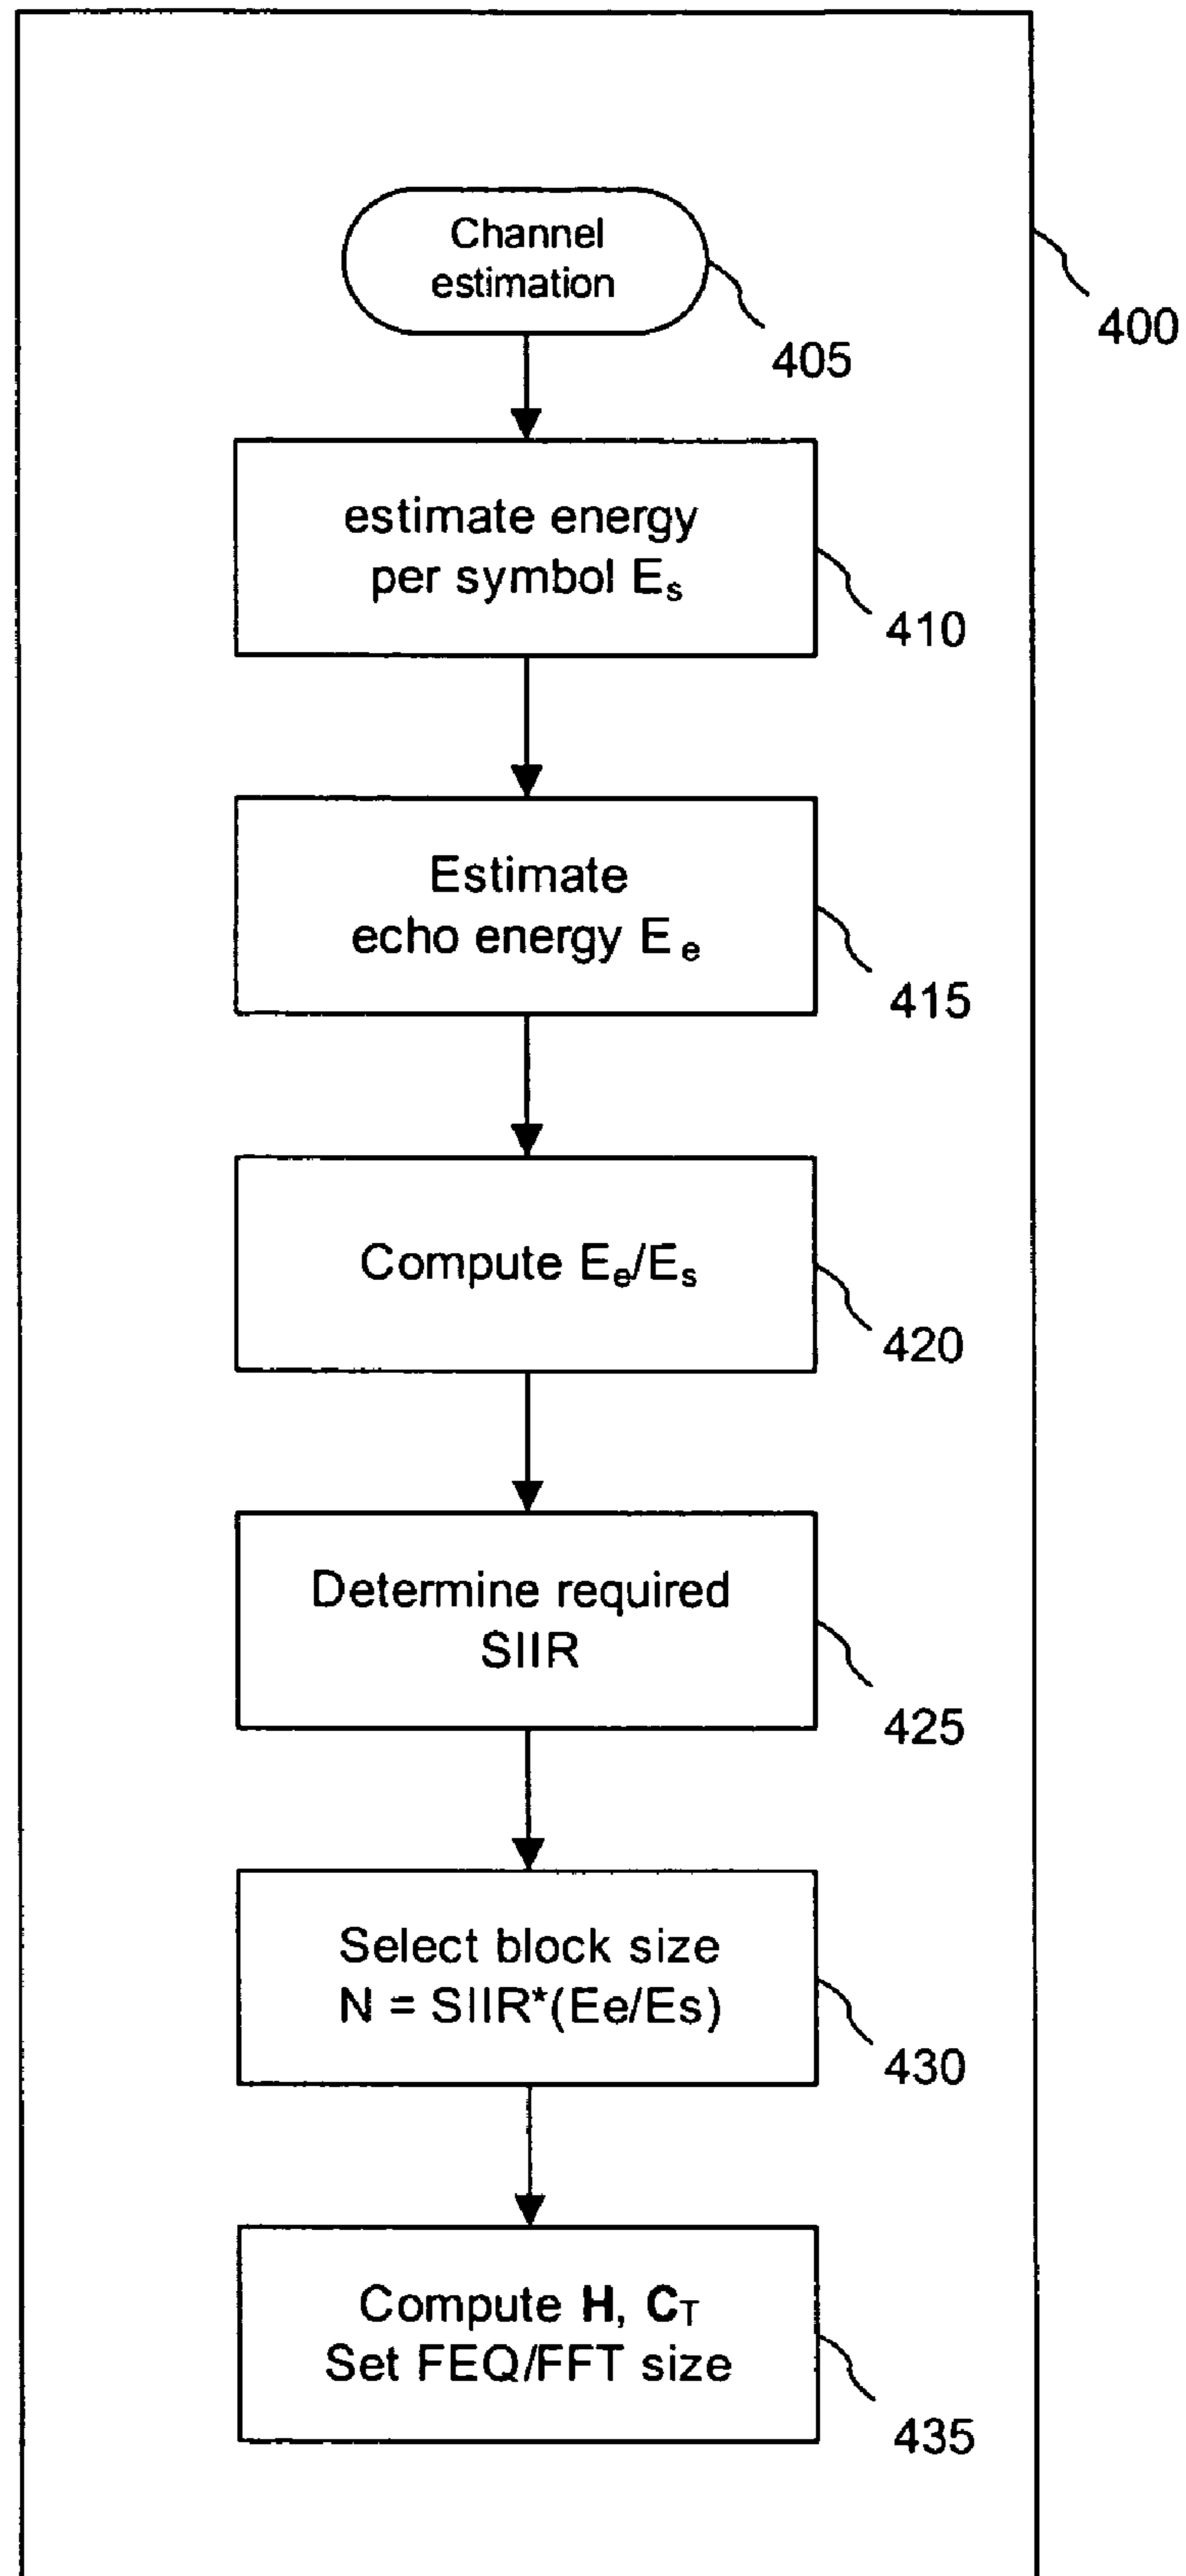 Channel
estimation
400
405
estimate energy
per symbol Es
410
Estimate
echo energy Ee
415
Compute Ee/Es
420
Determine required
SIIR
425
Select block size
N = SIIR*(Ee/Es)
430
Compute H, CT
Set FEQ/FFT size
435